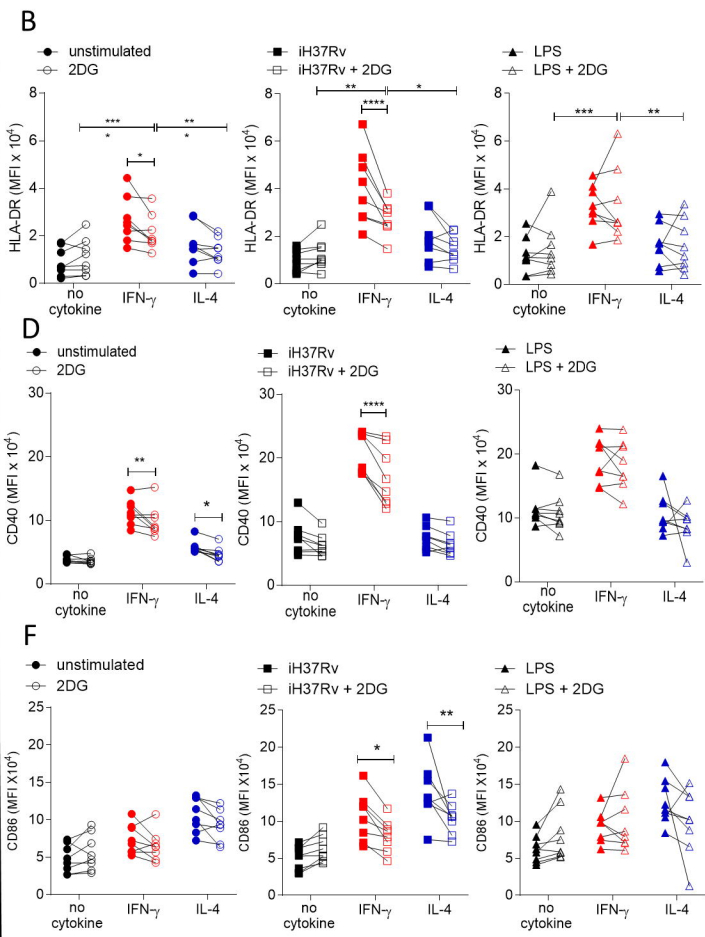 B
unstimulated
2DG
iH37Rv
iH37Rv + 2DG
LPS
LPS + 2DG
HLA-DR (MFI x 10⁴)
8
6
4
2
0
***
*
**
*
*
no cytokine
IFN-γ
IL-4
HLA-DR (MFI x 10⁴)
8
6
4
2
0
**
*
****
no cytokine
IFN-γ
IL-4
HLA-DR (MFI x 10⁴)
8
6
4
2
0
***
**
no cytokine
IFN-γ
IL-4
D
unstimulated
2DG
iH37Rv
iH37Rv + 2DG
LPS
LPS + 2DG
CD40 (MFI x 10⁴)
30
20
10
0
**
*
no cytokine
IFN-γ
IL-4
CD40 (MFI x 10⁴)
30
20
10
0
****
no cytokine
IFN-γ
IL-4
CD40 (MFI x 10⁴)
30
20
10
0
no cytokine
IFN-γ
IL-4
F
unstimulated
2DG
iH37Rv
iH37Rv + 2DG
LPS
LPS + 2DG
CD86 (MFI X10⁴)
25
20
15
10
5
0
no cytokine
IFN-γ
IL-4
CD86 (MFI X10⁴)
25
20
15
10
5
0
*
**
no cytokine
IFN-γ
IL-4
CD86 (MFI X10⁴)
25
20
15
10
5
0
no cytokine
IFN-γ
IL-4